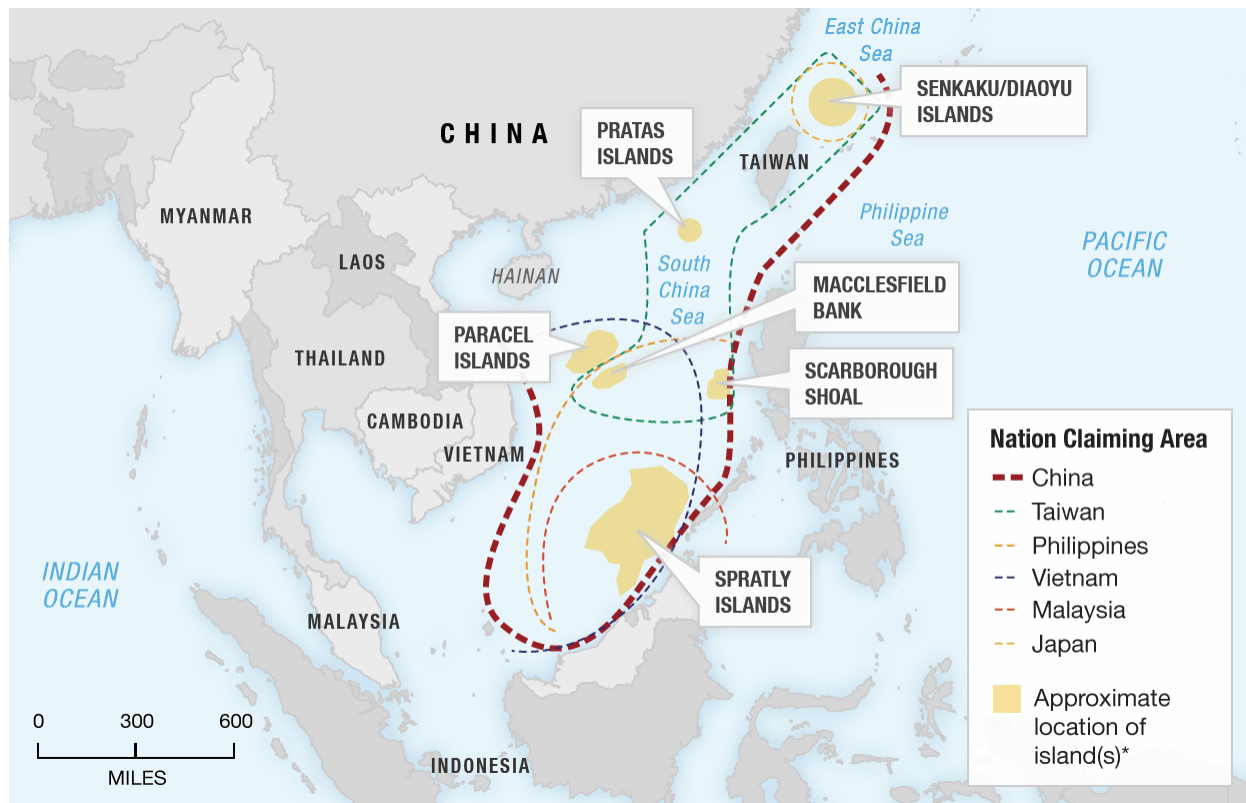 East China
Sea
SENKAKU/DIAOYU
ISLANDS
CHINA
PRATAS
ISLANDS
TAIWAN
MYANMAR
Philippine
Sea
PACIFIC
OCEAN
LAOS
HAINAN
South
China
Sea
MACCLESFIELD
BANK
PARACEL
ISLANDS
THAILAND
SCARBOROUGH
SHOAL
CAMBODIA
VIETNAM
PHILIPPINES
Nation Claiming Area
China
Taiwan
Philippines
Vietnam
Malaysia
Japan
Approximate
location of
island(s)*
INDIAN
OCEAN
SPRATLY
ISLANDS
MALAYSIA
0 300 600
MILES
INDONESIA